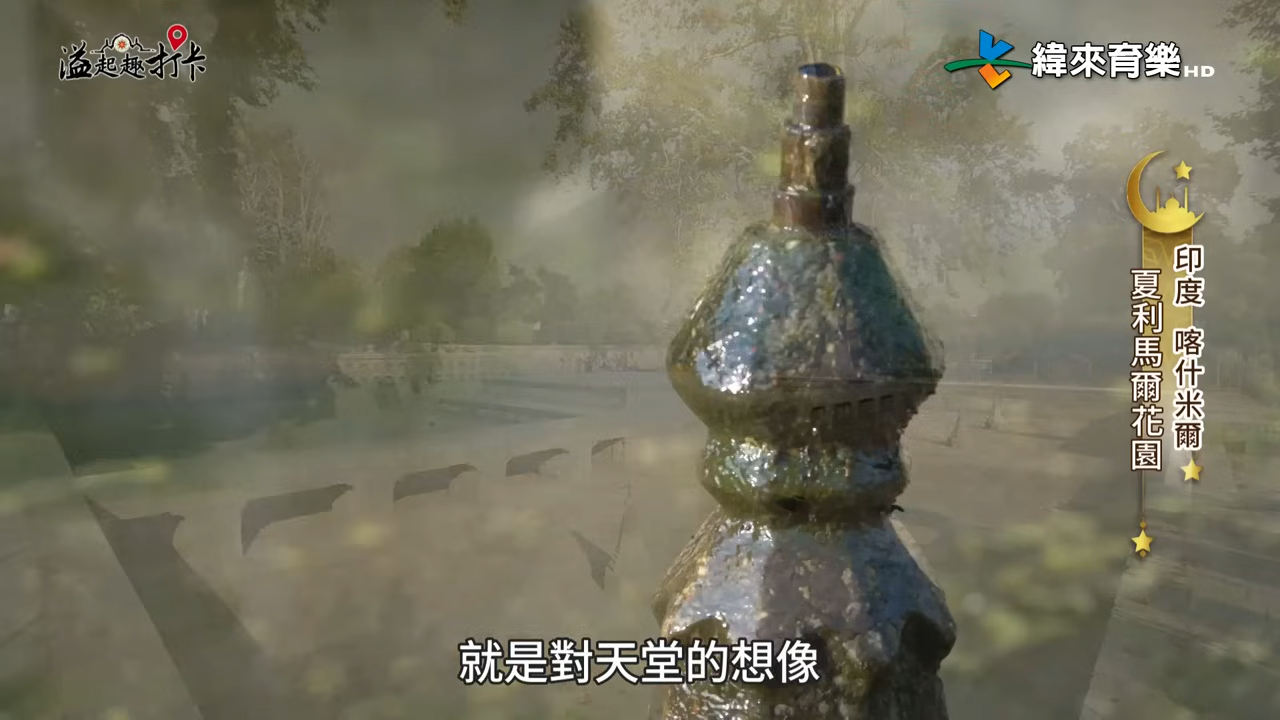 溢起趣打卡
緯來育樂HD
印度 喀什米爾
夏利馬爾花園
就是對天堂的想像